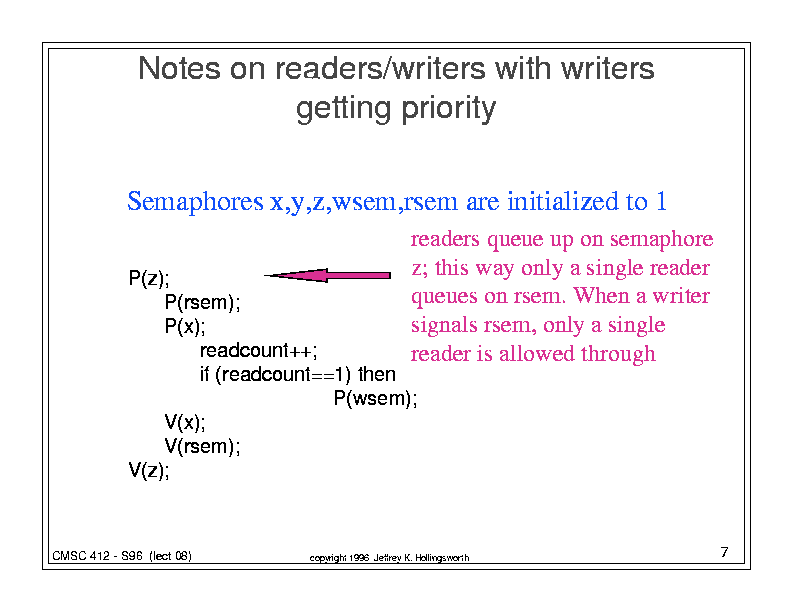 Notes on readers/writers with writers
getting priority
Semaphores x,y,z,wsem,rsem are initialized to 1
readers queue up on semaphore
z; this way only a single reader
queues on rsem. When a writer
signals rsem, only a single
reader is allowed through
P(z);
P(rsem);
P(x);
readcount++;
if (readcount==1) then
P(wsem);
V(x);
V(rsem);
V(z);
CMSC 412 - S96 (lect 08)
copyright 1996 Jeffrey K. Hollingsworth
7